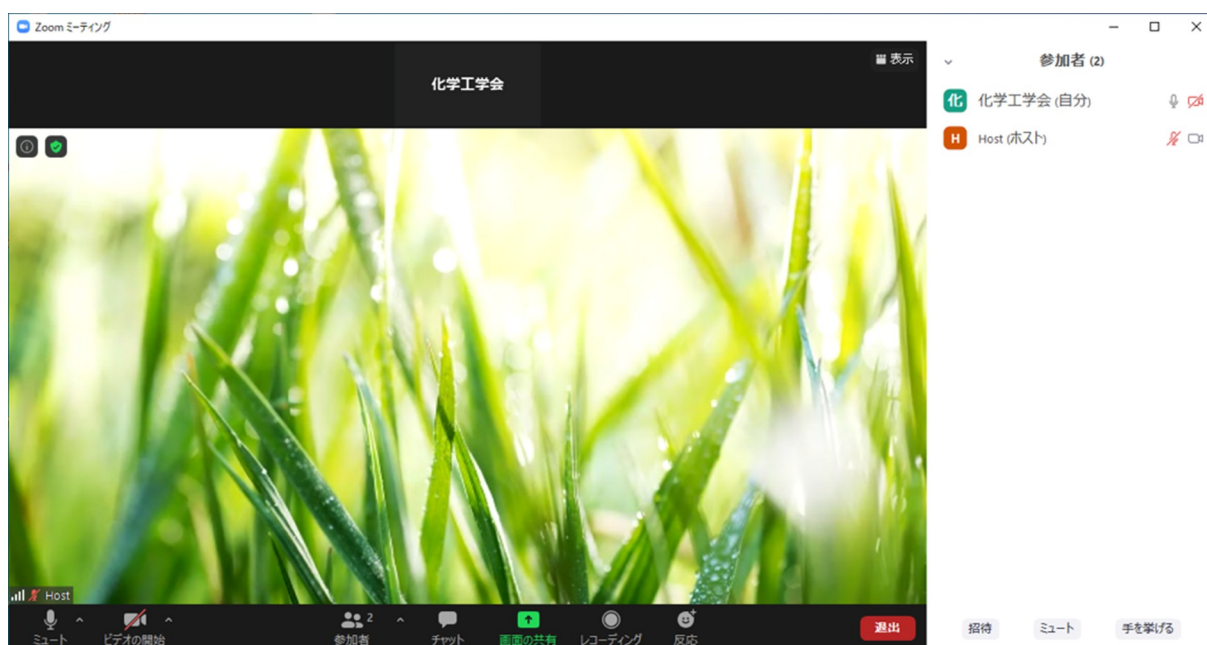 Zoom ミーティング
化学工学会
表示
参加者 (2)
化 化学工学会 (自分)
H Host (ホスト)
Host
ミュート
ビデオの開始
参加者 2
チャット
画面の共有
レコーディング
反応
退出
招待
ミュート
手を挙げる